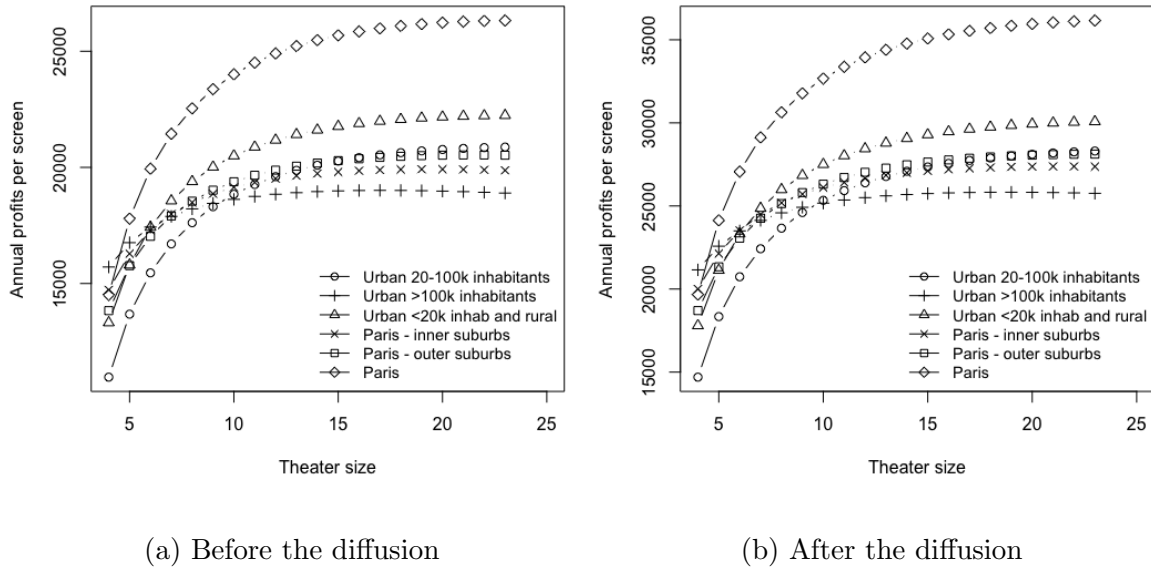 Annual profits per screen
25000
20000
15000
Urban 20-100k inhabitants
Urban >100k inhabitants
Urban <20k inhab and rural
Paris - inner suburbs
Paris - outer suburbs
Paris
5 10 15 20 25
Theater size
(a) Before the diffusion
Annual profits per screen
35000
30000
25000
20000
15000
Urban 20-100k inhabitants
Urban >100k inhabitants
Urban <20k inhab and rural
Paris - inner suburbs
Paris - outer suburbs
Paris
5 10 15 20 25
Theater size
(b) After the diffusion